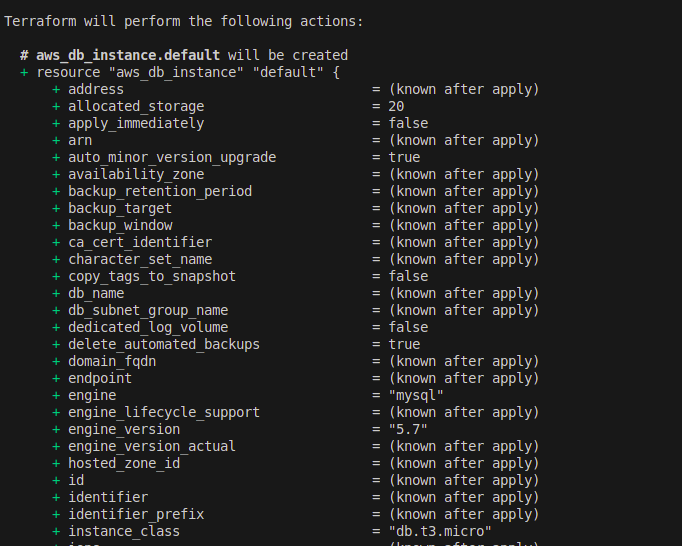 Terraform will perform the following actions:
# aws_db_instance.default will be created
+ resource "aws_db_instance" "default" {
+ address = (known after apply)
+ allocated_storage = 20
+ apply_immediately = false
+ arn = (known after apply)
+ auto_minor_version_upgrade = true
+ availability_zone = (known after apply)
+ backup_retention_period = (known after apply)
+ backup_target = (known after apply)
+ backup_window = (known after apply)
+ ca_cert_identifier = (known after apply)
+ character_set_name = (known after apply)
+ copy_tags_to_snapshot = false
+ db_name = (known after apply)
+ db_subnet_group_name = (known after apply)
+ dedicated_log_volume = false
+ delete_automated_backups = true
+ domain_fqdn = (known after apply)
+ endpoint = (known after apply)
+ engine = "mysql"
+ engine_lifecycle_support = (known after apply)
+ engine_version = "5.7"
+ engine_version_actual = (known after apply)
+ hosted_zone_id = (known after apply)
+ id = (known after apply)
+ identifier = (known after apply)
+ identifier_prefix = (known after apply)
+ instance_class = "db.t3.micro"